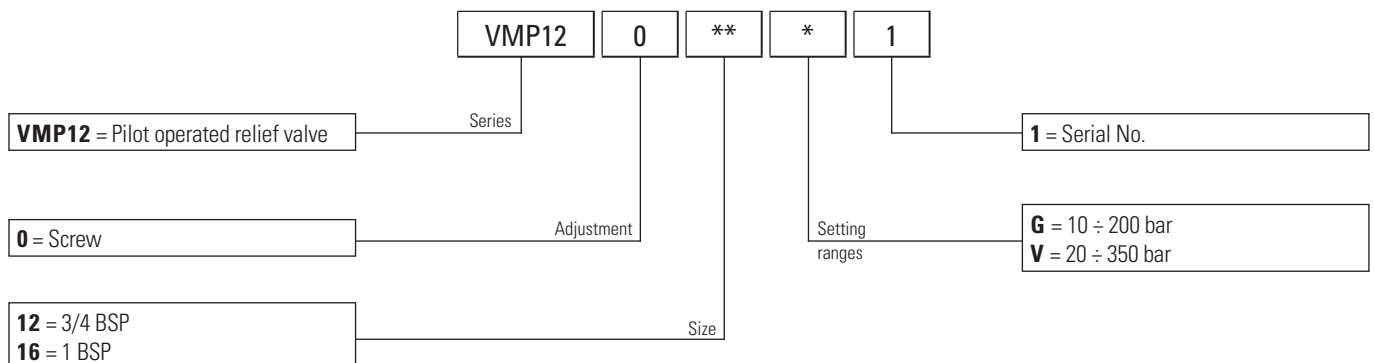 VMP12 0 ** * 1
Series
VMP12 = Pilot operated relief valve
1 = Serial No.
Adjustment
0 = Screw
Setting
ranges
G = 10 ÷ 200 bar
V = 20 ÷ 350 bar
Size
12 = 3/4 BSP
16 = 1 BSP